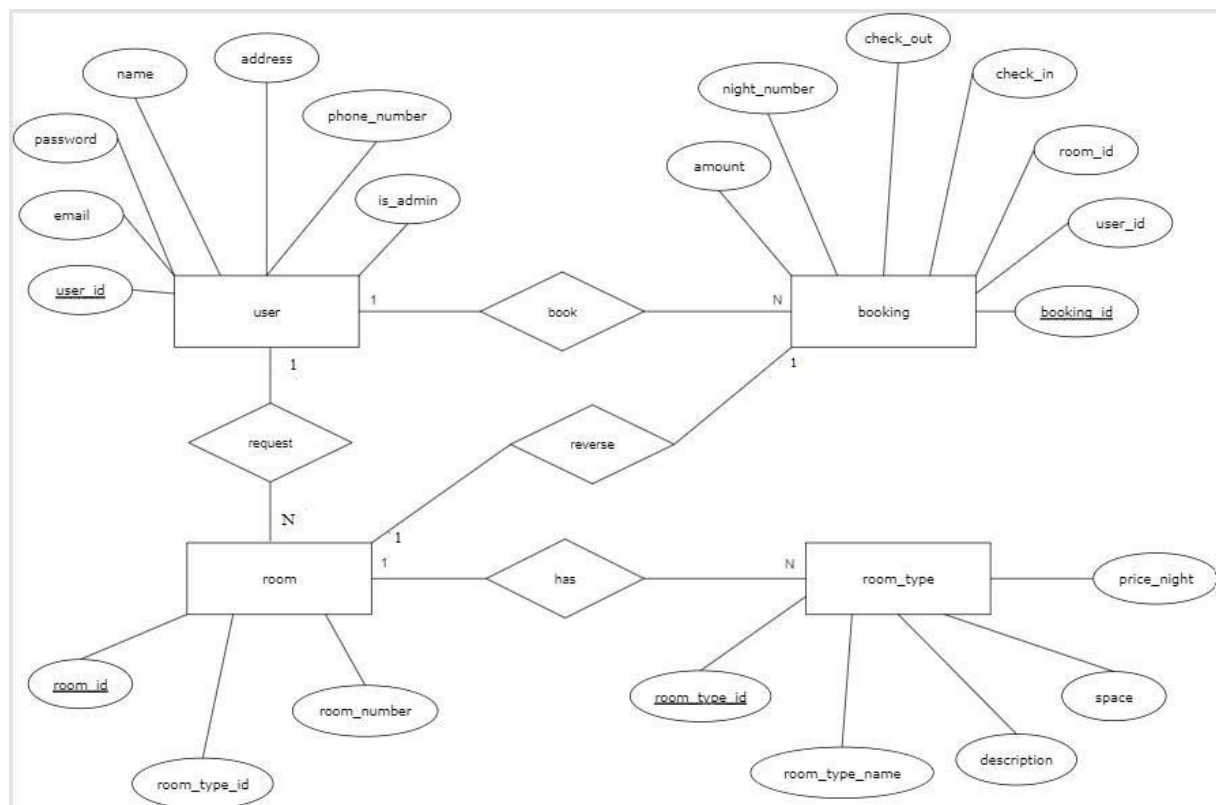 check_out
address
name
check_in
night_number
phone_number
password
room_id
amount
is_admin
email
user_id
user_id
booking_id
user
1
book
N
booking
1
1
request
reverse
N
1
1
room
has
N
room_type
price_night
room_id
room_type_id
space
room_number
description
room_type_id
room_type_name